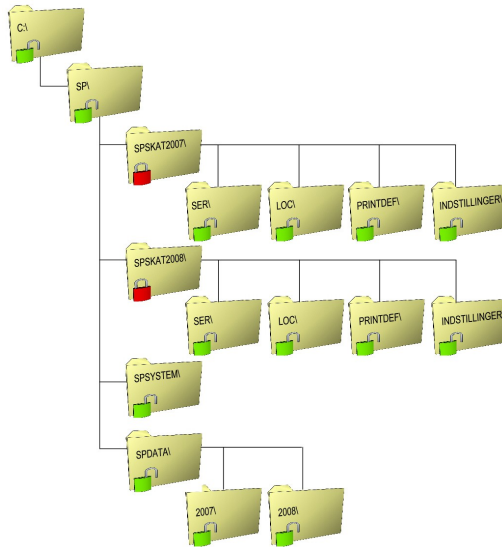 C:\
SP\
SPSKAT2007\
SER\
LOC\
PRINTDEF\
INDSTILLINGER\
SPSKAT2008\
SER\
LOC\
PRINTDEF\
INDSTILLINGER\
SPSYSTEM\
SPDATA\
2007\
2008\